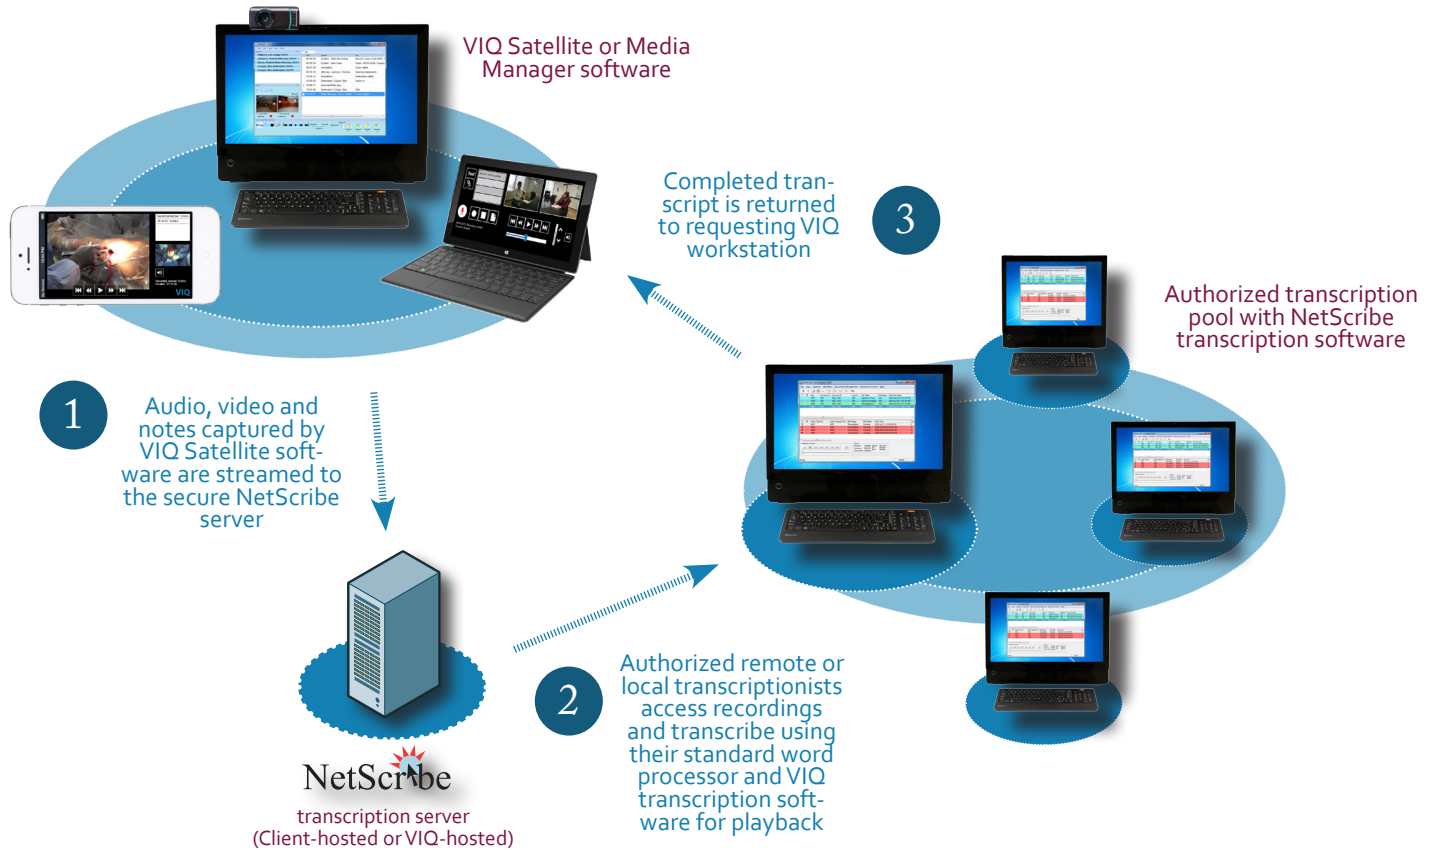 VIQ Satellite or Media
Manager software
VIQ
1
Audio, video and
notes captured by
VIQ Satellite soft-
ware are streamed to
the secure NetScribe
server
NetScribe
transcription server
(Client-hosted or VIQ-hosted)
2
Authorized remote or
local transcriptionists
access recordings
and transcribe using
their standard word
processor and VIQ
transcription soft-
ware for playback
Completed tran-
script is returned
to requesting VIQ
workstation
3
Authorized transcription
pool with NetScribe
transcription software